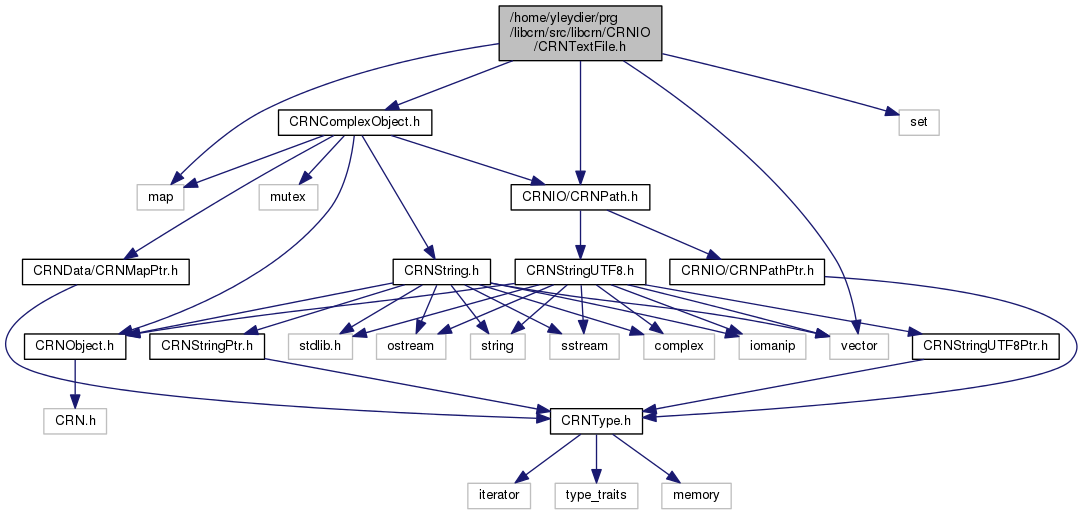 /home/yleydier/prg
/libcrn/src/libcrn/CRNIO
/CRNTextFile.h
CRNComplexObject.h
set
map
mutex
CRNIO/CRNPath.h
CRNData/CRNMapPtr.h
CRNString.h
CRNStringUTF8.h
CRNIO/CRNPathPtr.h
CRNObject.h
CRNStringPtr.h
stdlib.h
ostream
string
sstream
complex
iomanip
vector
CRNStringUTF8Ptr.h
CRN.h
CRNType.h
iterator
type_traits
memory